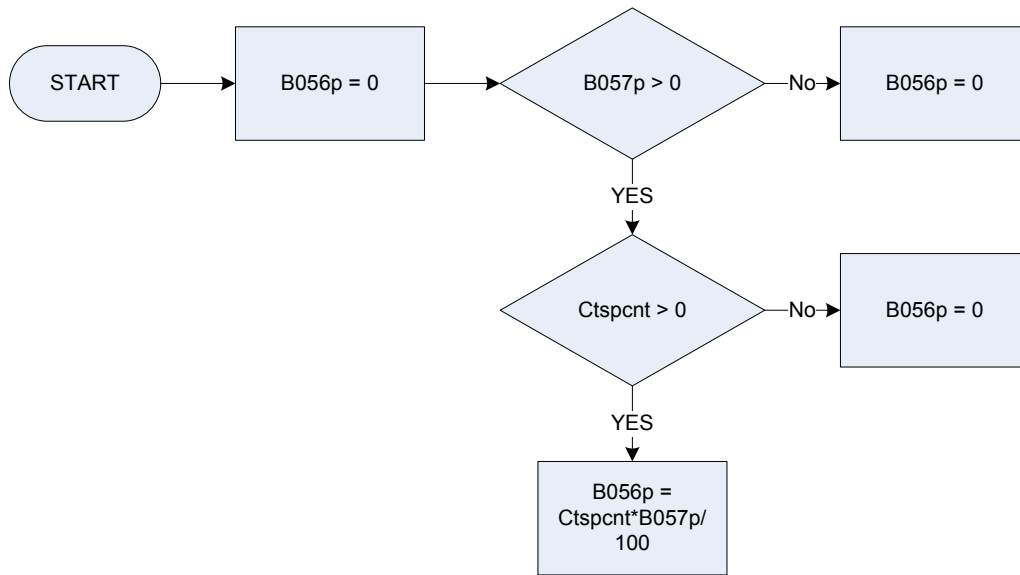 START
B056p = 0
B057p > 0
No
B056p = 0
YES
Ctspcnt > 0
No
B056p = 0
YES
B056p =
Ctspcnt*B057p/
100